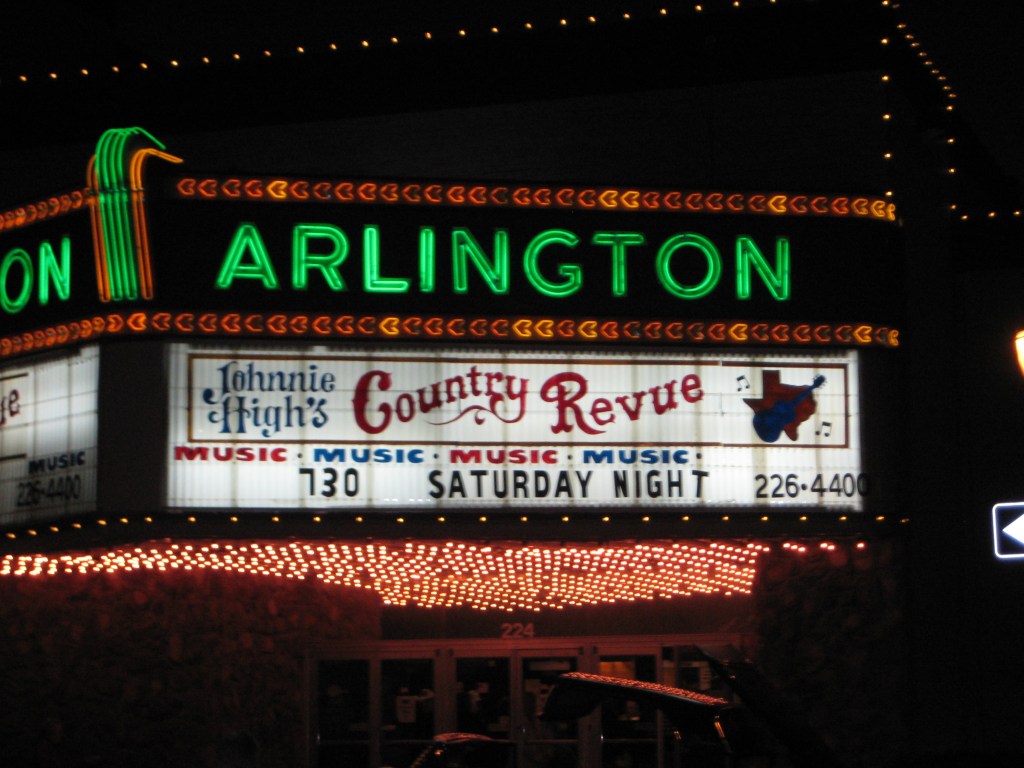 ON
ARLINGTON
Johnnie High's Country Revue
MUSIC · MUSIC · MUSIC · MUSIC ·
730 SATURDAY NIGHT 226•4400
MUSIC
226-4400
224